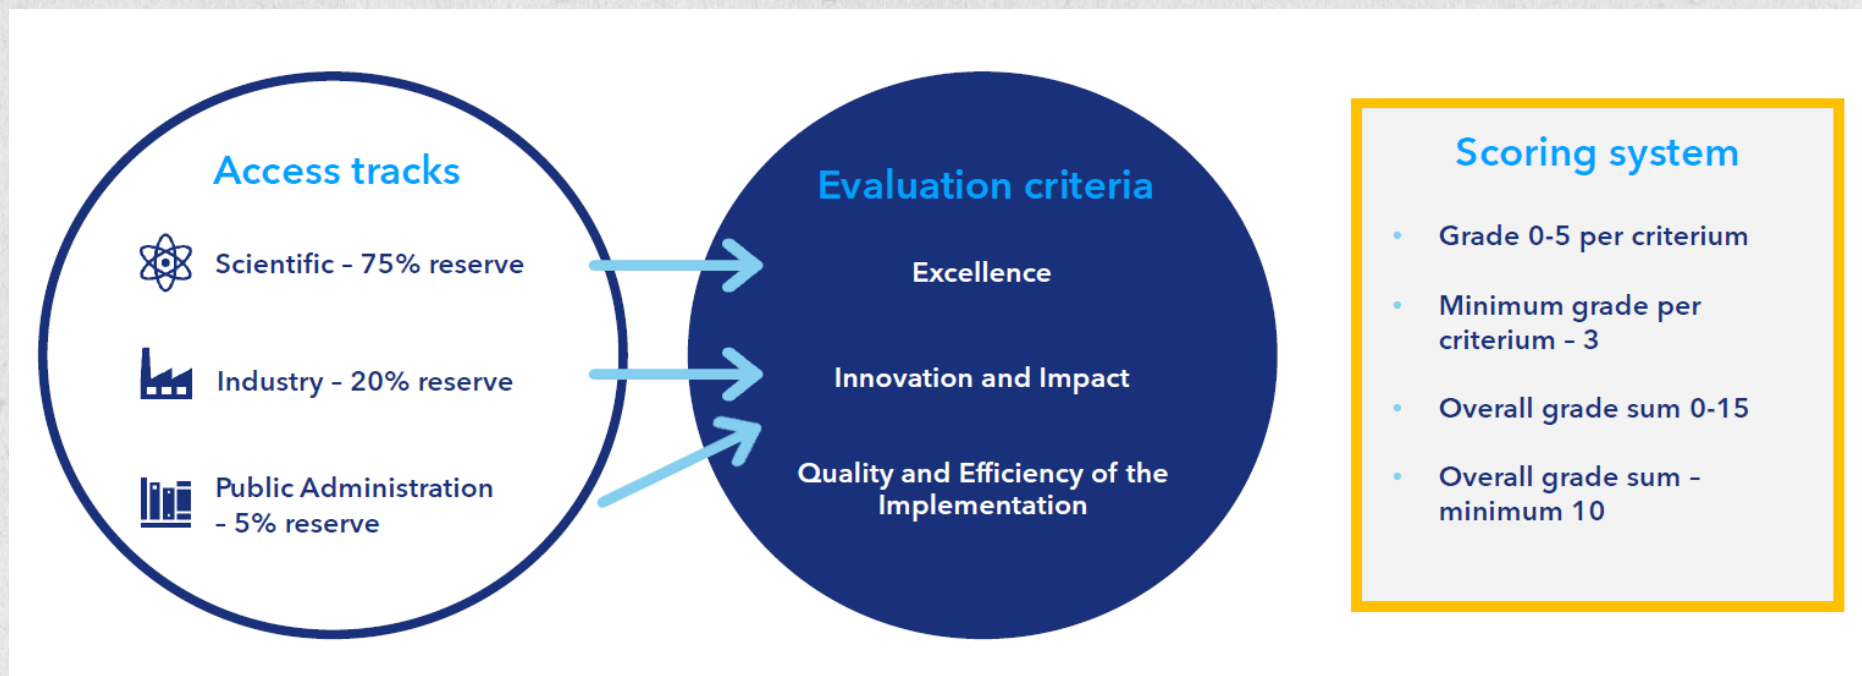 Access tracks
Scientific – 75% reserve
Industry – 20% reserve
Public Administration
– 5% reserve
Evaluation criteria
Excellence
Innovation and Impact
Quality and Efficiency of the
Implementation
Scoring system
• Grade 0-5 per criterium
• Minimum grade per
criterium – 3
• Overall grade sum 0-15
• Overall grade sum –
minimum 10